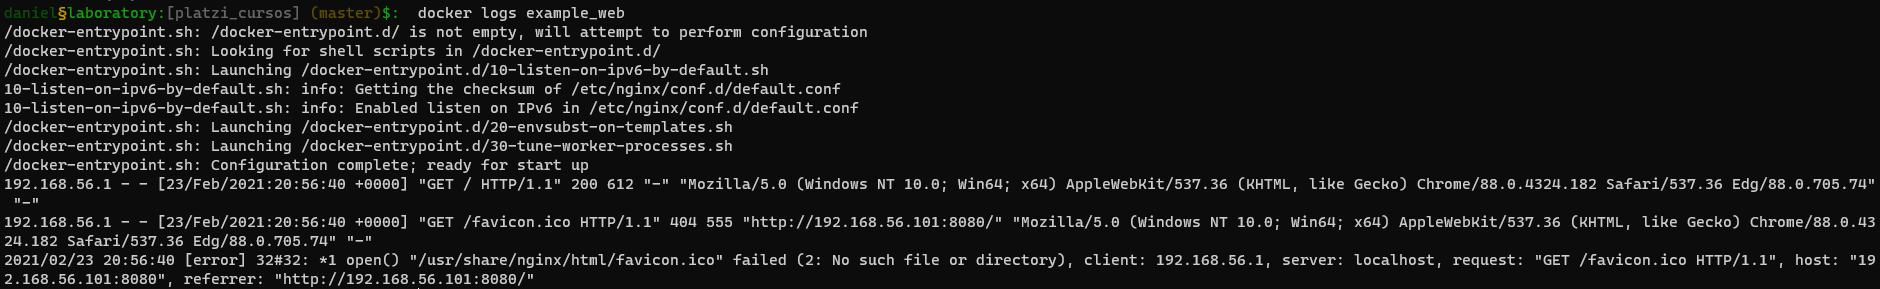 daniel§laboratory:[platzi_cursos] (master)$:  docker logs example_web
/docker-entrypoint.sh: /docker-entrypoint.d/ is not empty, will attempt to perform configuration
/docker-entrypoint.sh: Looking for shell scripts in /docker-entrypoint.d/
/docker-entrypoint.sh: Launching /docker-entrypoint.d/10-listen-on-ipv6-by-default.sh
10-listen-on-ipv6-by-default.sh: info: Getting the checksum of /etc/nginx/conf.d/default.conf
10-listen-on-ipv6-by-default.sh: info: Enabled listen on IPv6 in /etc/nginx/conf.d/default.conf
/docker-entrypoint.sh: Launching /docker-entrypoint.d/20-envsubst-on-templates.sh
/docker-entrypoint.sh: Launching /docker-entrypoint.d/30-tune-worker-processes.sh
/docker-entrypoint.sh: Configuration complete; ready for start up
192.168.56.1 - - [23/Feb/2021:20:56:40 +0000] "GET / HTTP/1.1" 200 612 "-" "Mozilla/5.0 (Windows NT 10.0; Win64; x64) AppleWebKit/537.36 (KHTML, like Gecko) Chrome/88.0.4324.182 Safari/537.36 Edg/88.0.705.74"
 "-"
192.168.56.1 - - [23/Feb/2021:20:56:40 +0000] "GET /favicon.ico HTTP/1.1" 404 555 "http://192.168.56.101:8080/" "Mozilla/5.0 (Windows NT 10.0; Win64; x64) AppleWebKit/537.36 (KHTML, like Gecko) Chrome/88.0.43
24.182 Safari/537.36 Edg/88.0.705.74" "-"
2021/02/23 20:56:40 [error] 32#32: *1 open() "/usr/share/nginx/html/favicon.ico" failed (2: No such file or directory), client: 192.168.56.1, server: localhost, request: "GET /favicon.ico HTTP/1.1", host: "19
2.168.56.101:8080", referrer: "http://192.168.56.101:8080/"